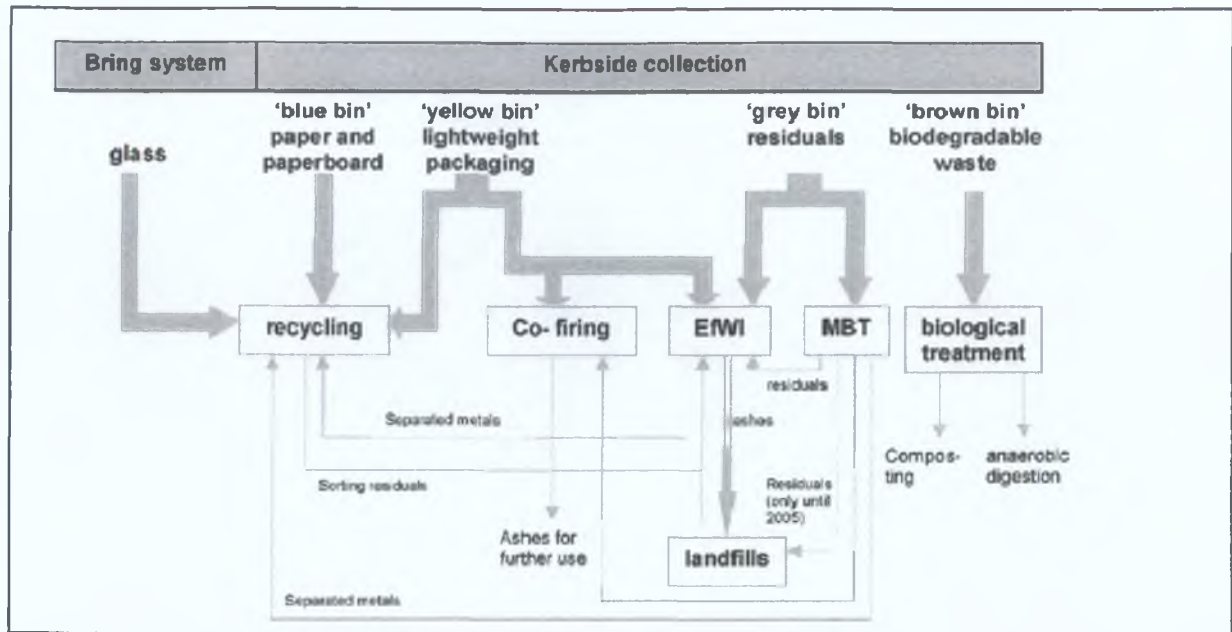 Bring system
Kerbside collection
glass
'blue bin'
paper and
paperboard
'yellow bin'
lightweight
packaging
'grey bin'
residuals
'brown bin'
biodegradable
waste
recycling
Co- firing
EfWI
MBT
biological
treatment
residuals
Separated metals
ashes
Compos-
ting
anaerobic
digestion
Sorting residuals
Residuals
(only until
2005)
Ashes for
further use
landfills
Separated metals